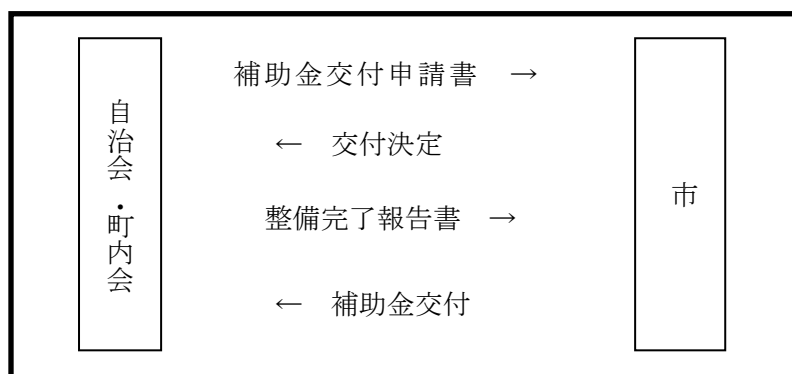 自治会・町内会
補助金交付申請書 →
← 交付決定
整備完了報告書 →
← 補助金交付
市